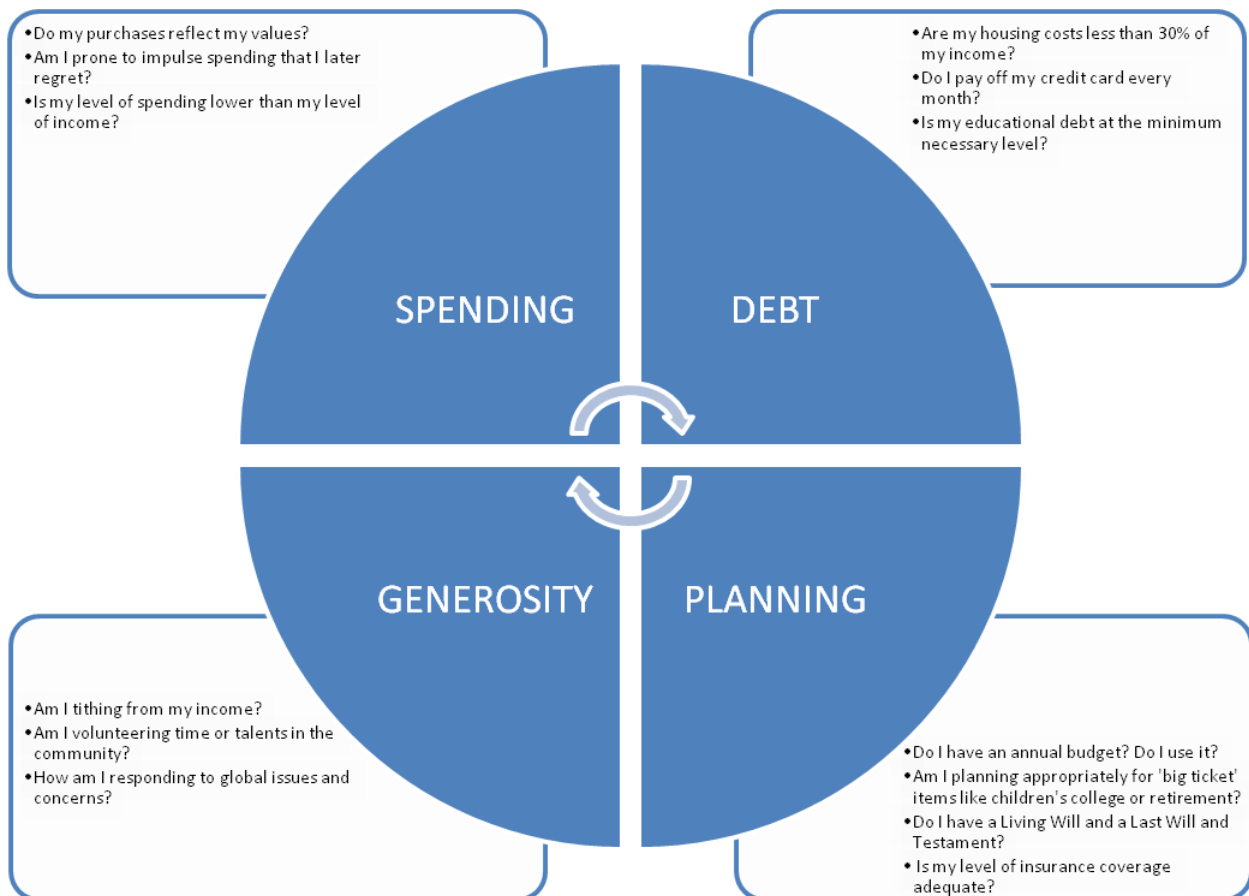 •Do my purchases reflect my values?
•Am I prone to impulse spending that I later
regret?
•Is my level of spending lower than my level
of income?
•Are my housing costs less than 30% of
my income?
•Do I pay off my credit card every
month?
•Is my educational debt at the minimum
necessary level?
SPENDING
DEBT
GENEROSITY
PLANNING
•Am I tithing from my income?
•Am I volunteering time or talents in the
community?
•How am I responding to global issues and
concerns?
•Do I have an annual budget? Do I use it?
•Am I planning appropriately for 'big ticket'
items like children's college or retirement?
•Do I have a Living Will and a Last Will and
Testament?
• Is my level of insurance coverage
adequate?